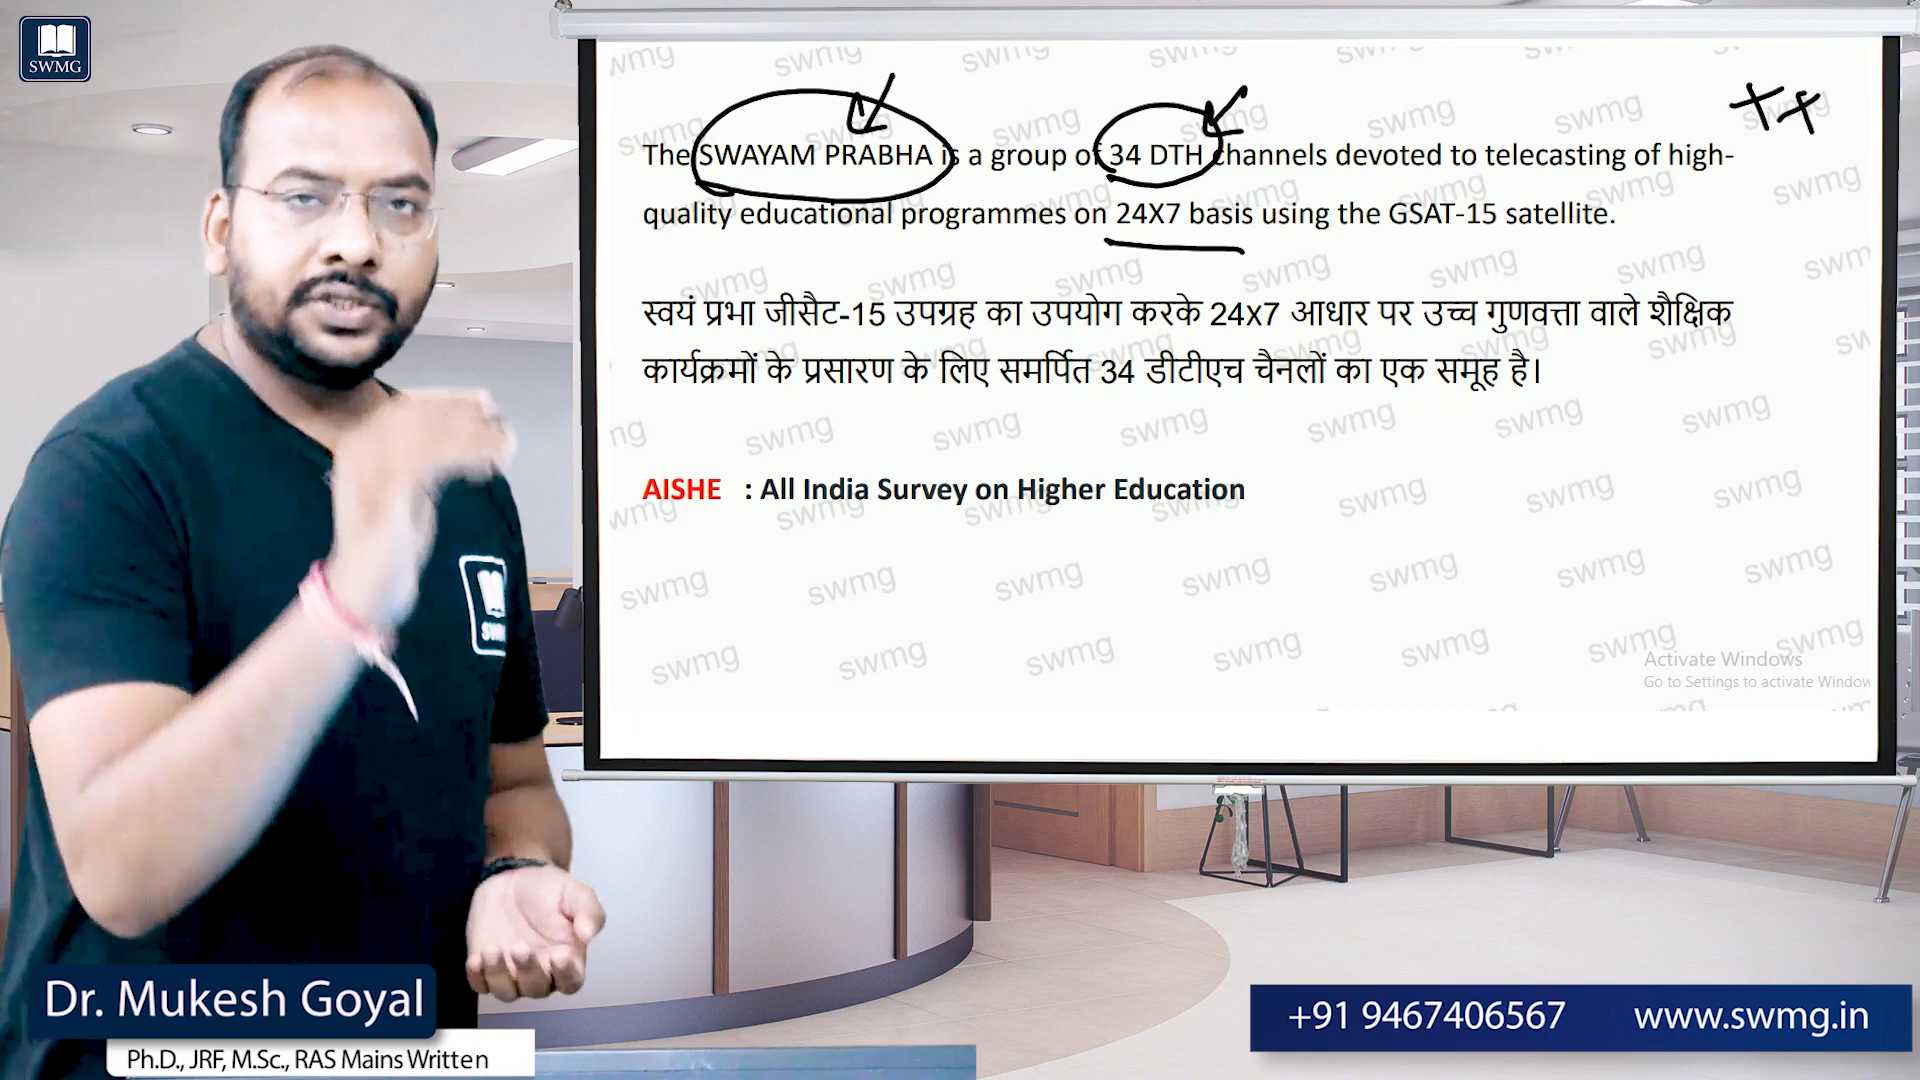 SWMG
The SWAYAM PRABHA is a group of 34 DTH channels devoted to telecasting of high-
quality educational programmes on 24X7 basis using the GSAT-15 satellite.
स्वयं प्रभा जीसैट-15 उपग्रह का उपयोग करके 24x7 आधार पर उच्च गुणवत्ता वाले शैक्षिक
कार्यक्रमों के प्रसारण के लिए समर्पित 34 डीटीएच चैनलों का एक समूह है।
AISHE : All India Survey on Higher Education
Activate Windows
Go to Settings to activate Window
Dr. Mukesh Goyal
Ph.D., JRF, M.Sc., RAS Mains Written
+91 9467406567 www.swmg.in